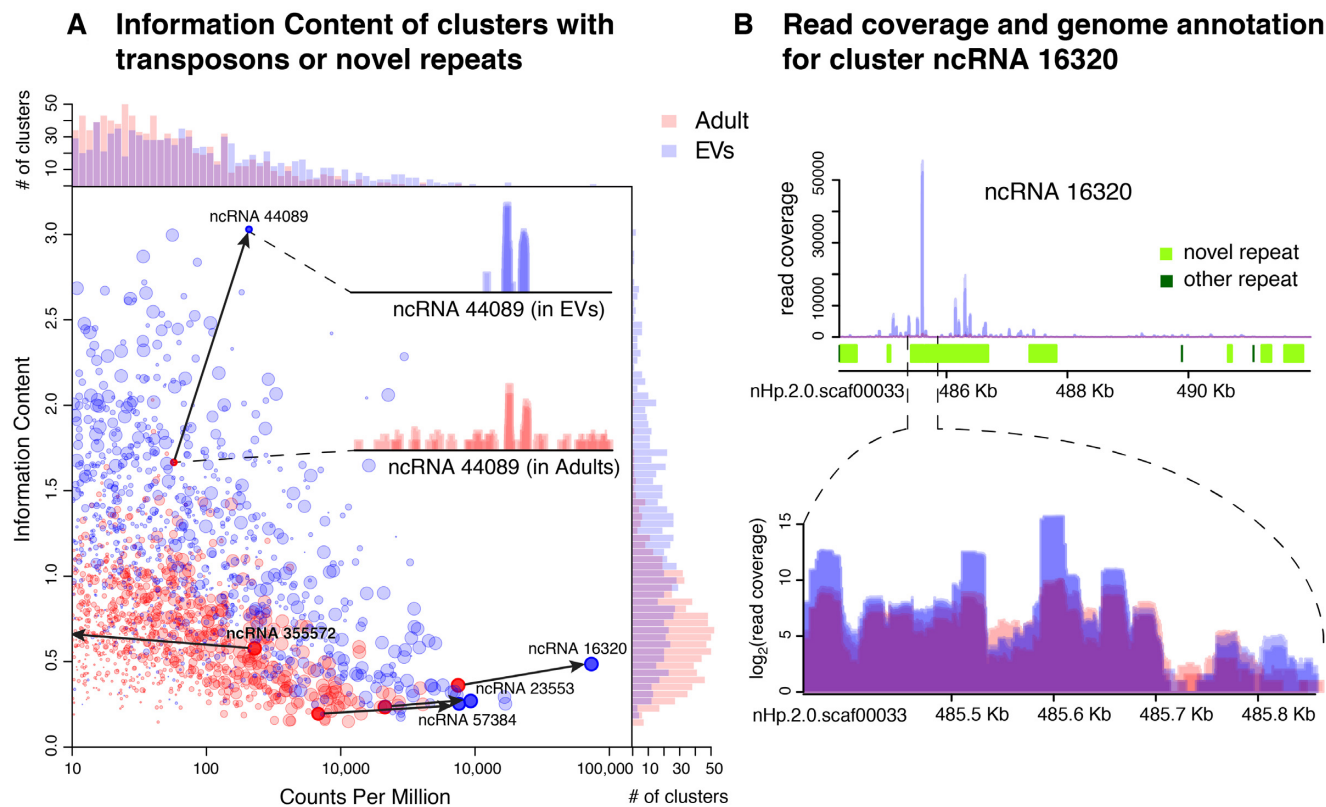 A Information Content of clusters with
transposons or novel repeats
# of clusters
50
30
10
Adult
EVs
Information Content
3.0
2.5
2.0
1.5
1.0
0.5
0.0
ncRNA 44089
ncRNA 44089 (in EVs)
ncRNA 44089 (in Adults)
ncRNA 355572
ncRNA 16320
ncRNA 23553
ncRNA 57384
10 100 10,000 10,000 100,000
Counts Per Million
10 30 50
# of clusters
B Read coverage and genome annotation
for cluster ncRNA 16320
read coverage
50000
30000
10000
0
ncRNA 16320
novel repeat
other repeat
nHp.2.0.scaf00033 486 Kb 488 Kb 490 Kb
log2(read coverage)
15
10
5
0
nHp.2.0.scaf00033 485.5 Kb 485.6 Kb 485.7 Kb 485.8 Kb